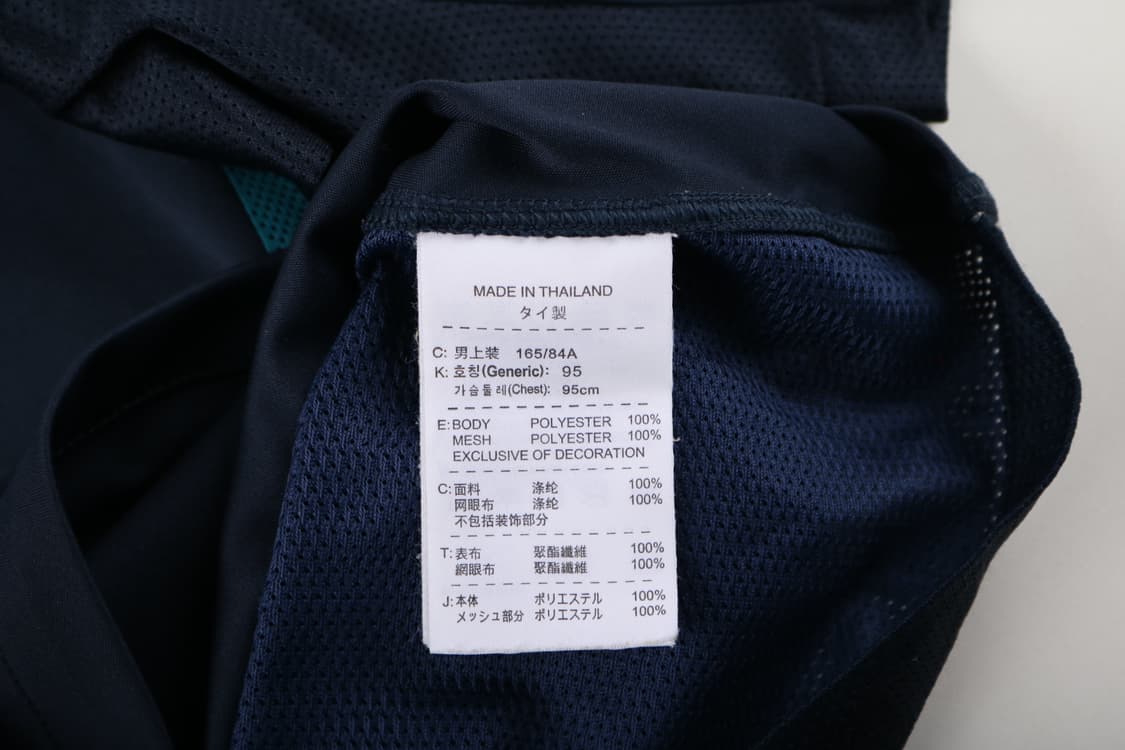 MADE IN THAILAND
タイ製
C: 男上装 165/84A
K: 호칭(Generic): 95
가슴둘레(Chest): 95cm
E: BODY POLYESTER 100%
MESH POLYESTER 100%
EXCLUSIVE OF DECORATION
C: 面料 涤纶 100%
网眼布 涤纶 100%
不包括装饰部分
T: 表布 聚酯纖維 100%
網眼布 聚酯纖維 100%
J: 本体 ポリエステル 100%
メッシュ部分 ポリエステル 100%